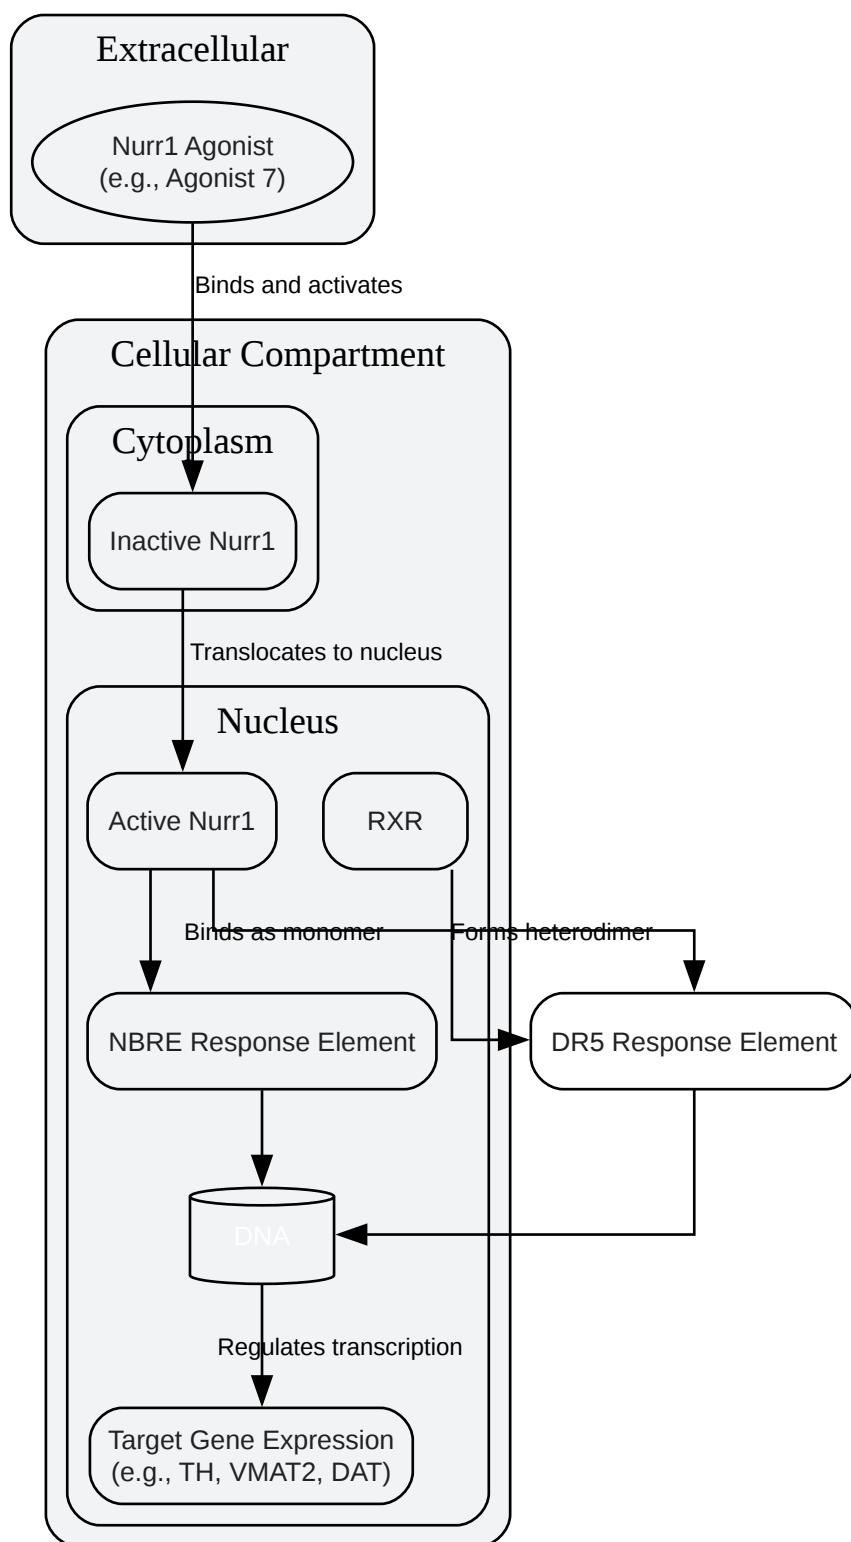 Extracellular
Nurr1 Agonist
(e.g., Agonist 7)
Binds and activates
Cellular Compartment
Cytoplasm
Inactive Nurr1
Translocates to nucleus
Nucleus
Active Nurr1
RXR
Binds as monomer
Forms heterodimer
NBRE Response Element
DR5 Response Element
DNA
Regulates transcription
Target Gene Expression
(e.g., TH, VMAT2, DAT)